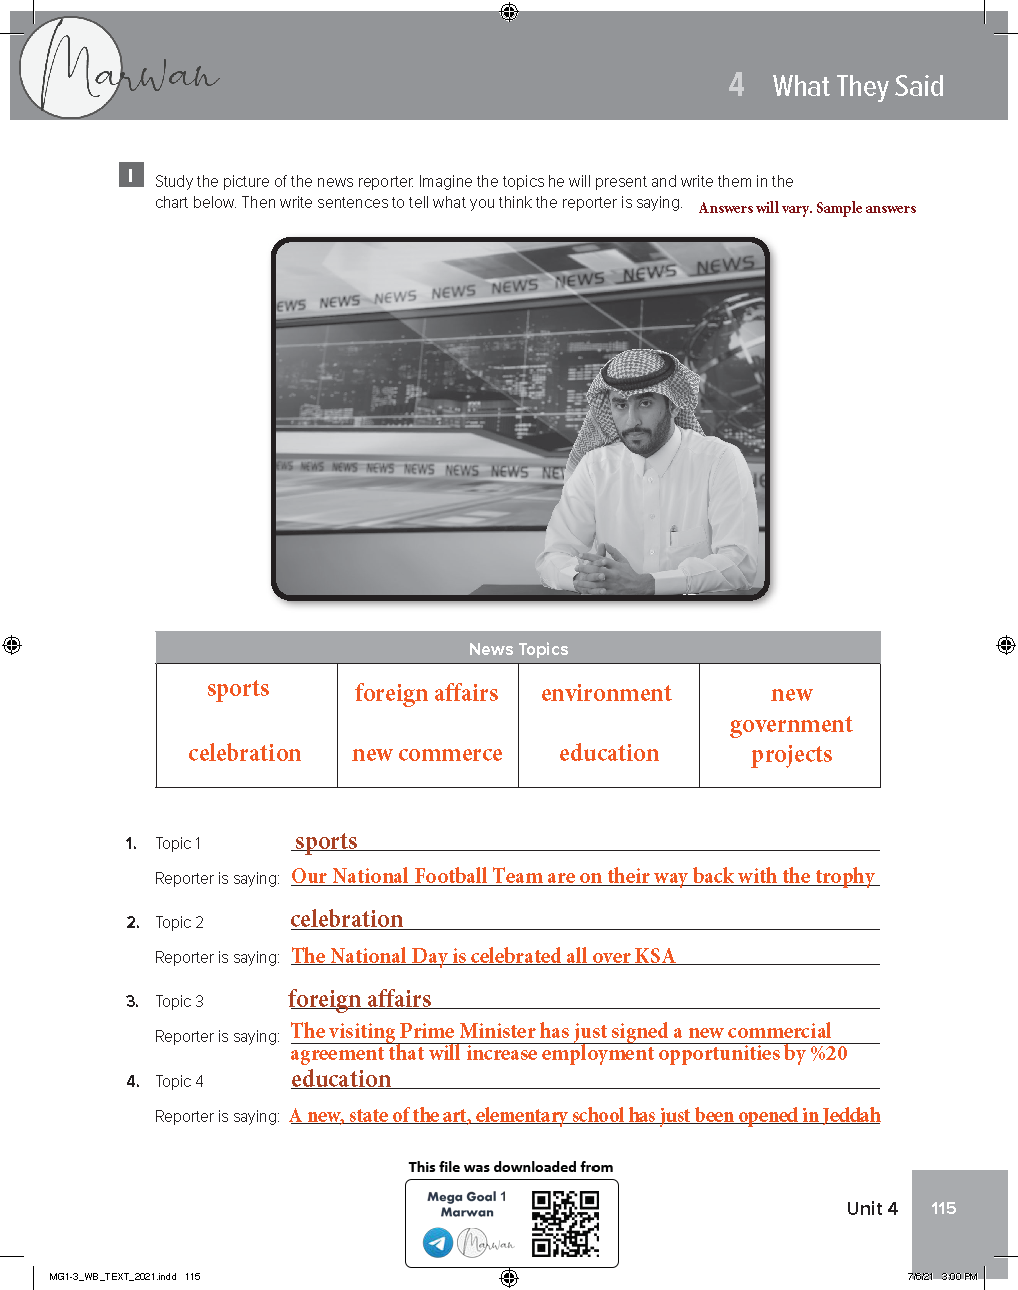 Marwan
4 What They Said
I Study the picture of the news reporter. Imagine the topics he will present and write them in the
chart below. Then write sentences to tell what you think the reporter is saying. Answers will vary. Sample answers
EWS NEWS NEWS NEWS NEWS NEWS NEWS NEWS
EWS NEWS NEWS NEWS NEWS NEWS NEWS NEW
News Topics
sports foreign affairs environment new
government
celebration new commerce education projects
1. Topic 1 sports
Reporter is saying: Our National Football Team are on their way back with the trophy
2. Topic 2 celebration
Reporter is saying: The National Day is celebrated all over KSA
3. Topic 3 foreign affairs
Reporter is saying: The visiting Prime Minister has just signed a new commercial
agreement that will increase employment opportunities by %20
4. Topic 4 education
Reporter is saying: A new, state of the art, elementary school has just been opened in Jeddah
This file was downloaded from
Mega Goal 1
Marwan
Marwan
Unit 4 115
MG1-3_WB_TEXT_2021.indd 115 7/6/21 3:00 PM